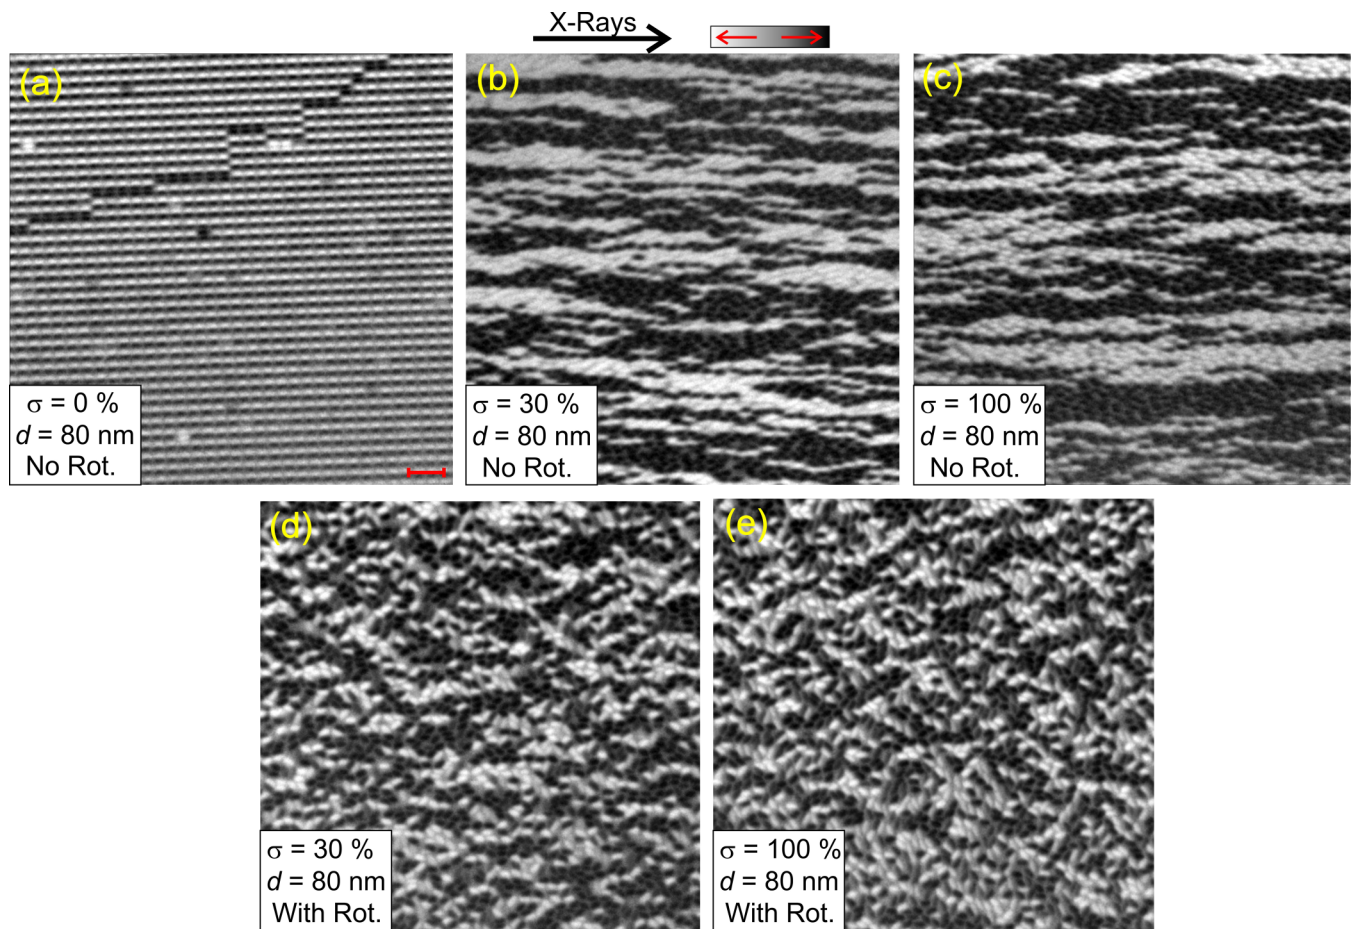 X-Rays
(a)
(b)
(c)
σ = 0 %
d = 80 nm
No Rot.
σ = 30 %
d = 80 nm
No Rot.
σ = 100 %
d = 80 nm
No Rot.
(d)
(e)
σ = 30 %
d = 80 nm
With Rot.
σ = 100 %
d = 80 nm
With Rot.